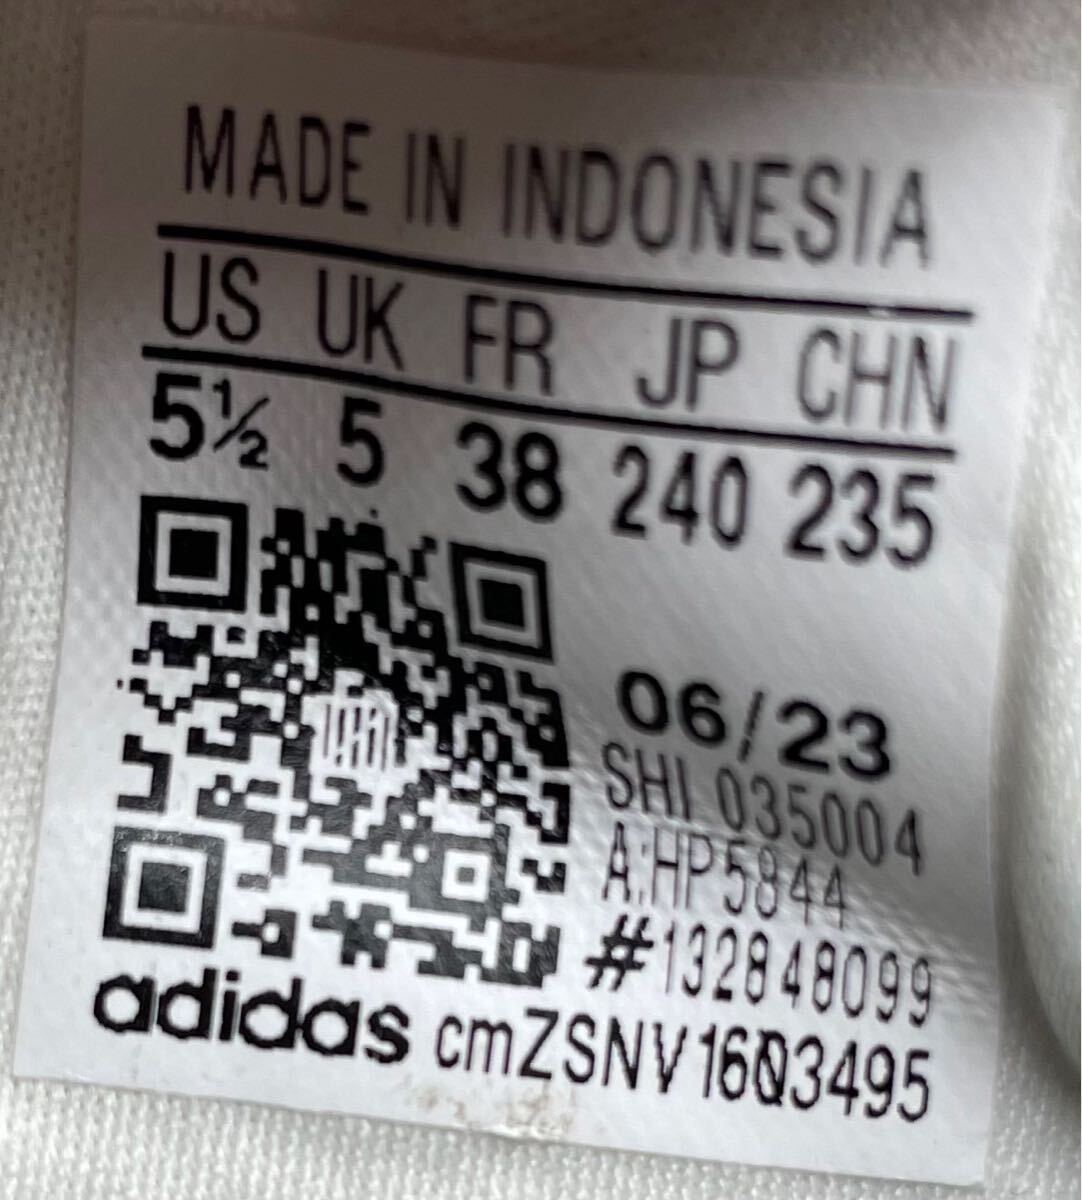 MADE IN INDONESIA
US UK FR JP CHN
5½ 5 38 240 235
06/23
SHI 035004
A:HP5844
#132848099
adidas cmZSNV16Q3495